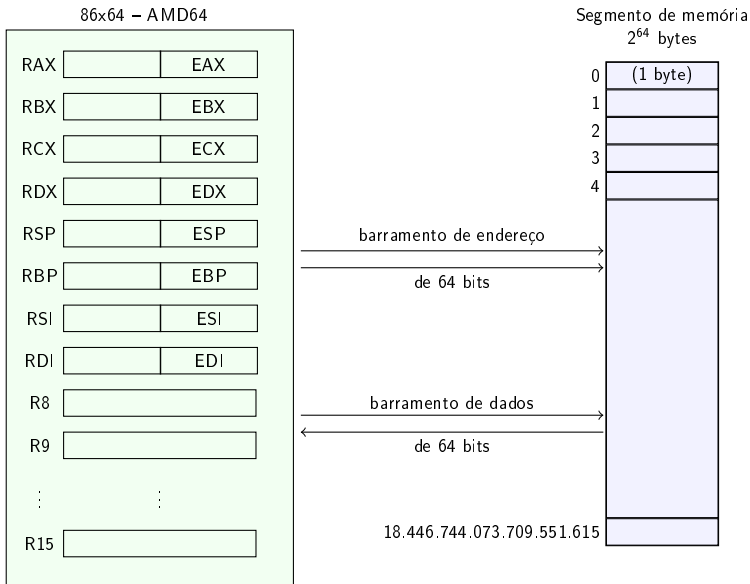 86x64 – AMD64
RAX EAX
RBX EBX
RCX ECX
RDX EDX
RSP ESP
RBP EBP
RSI ESI
RDI EDI
R8
R9
R15
barramento de endereço
de 64 bits
barramento de dados
de 64 bits
Segmento de memória
2^64 bytes
0 (1 byte)
1
2
3
4
18.446.744.073.709.551.615